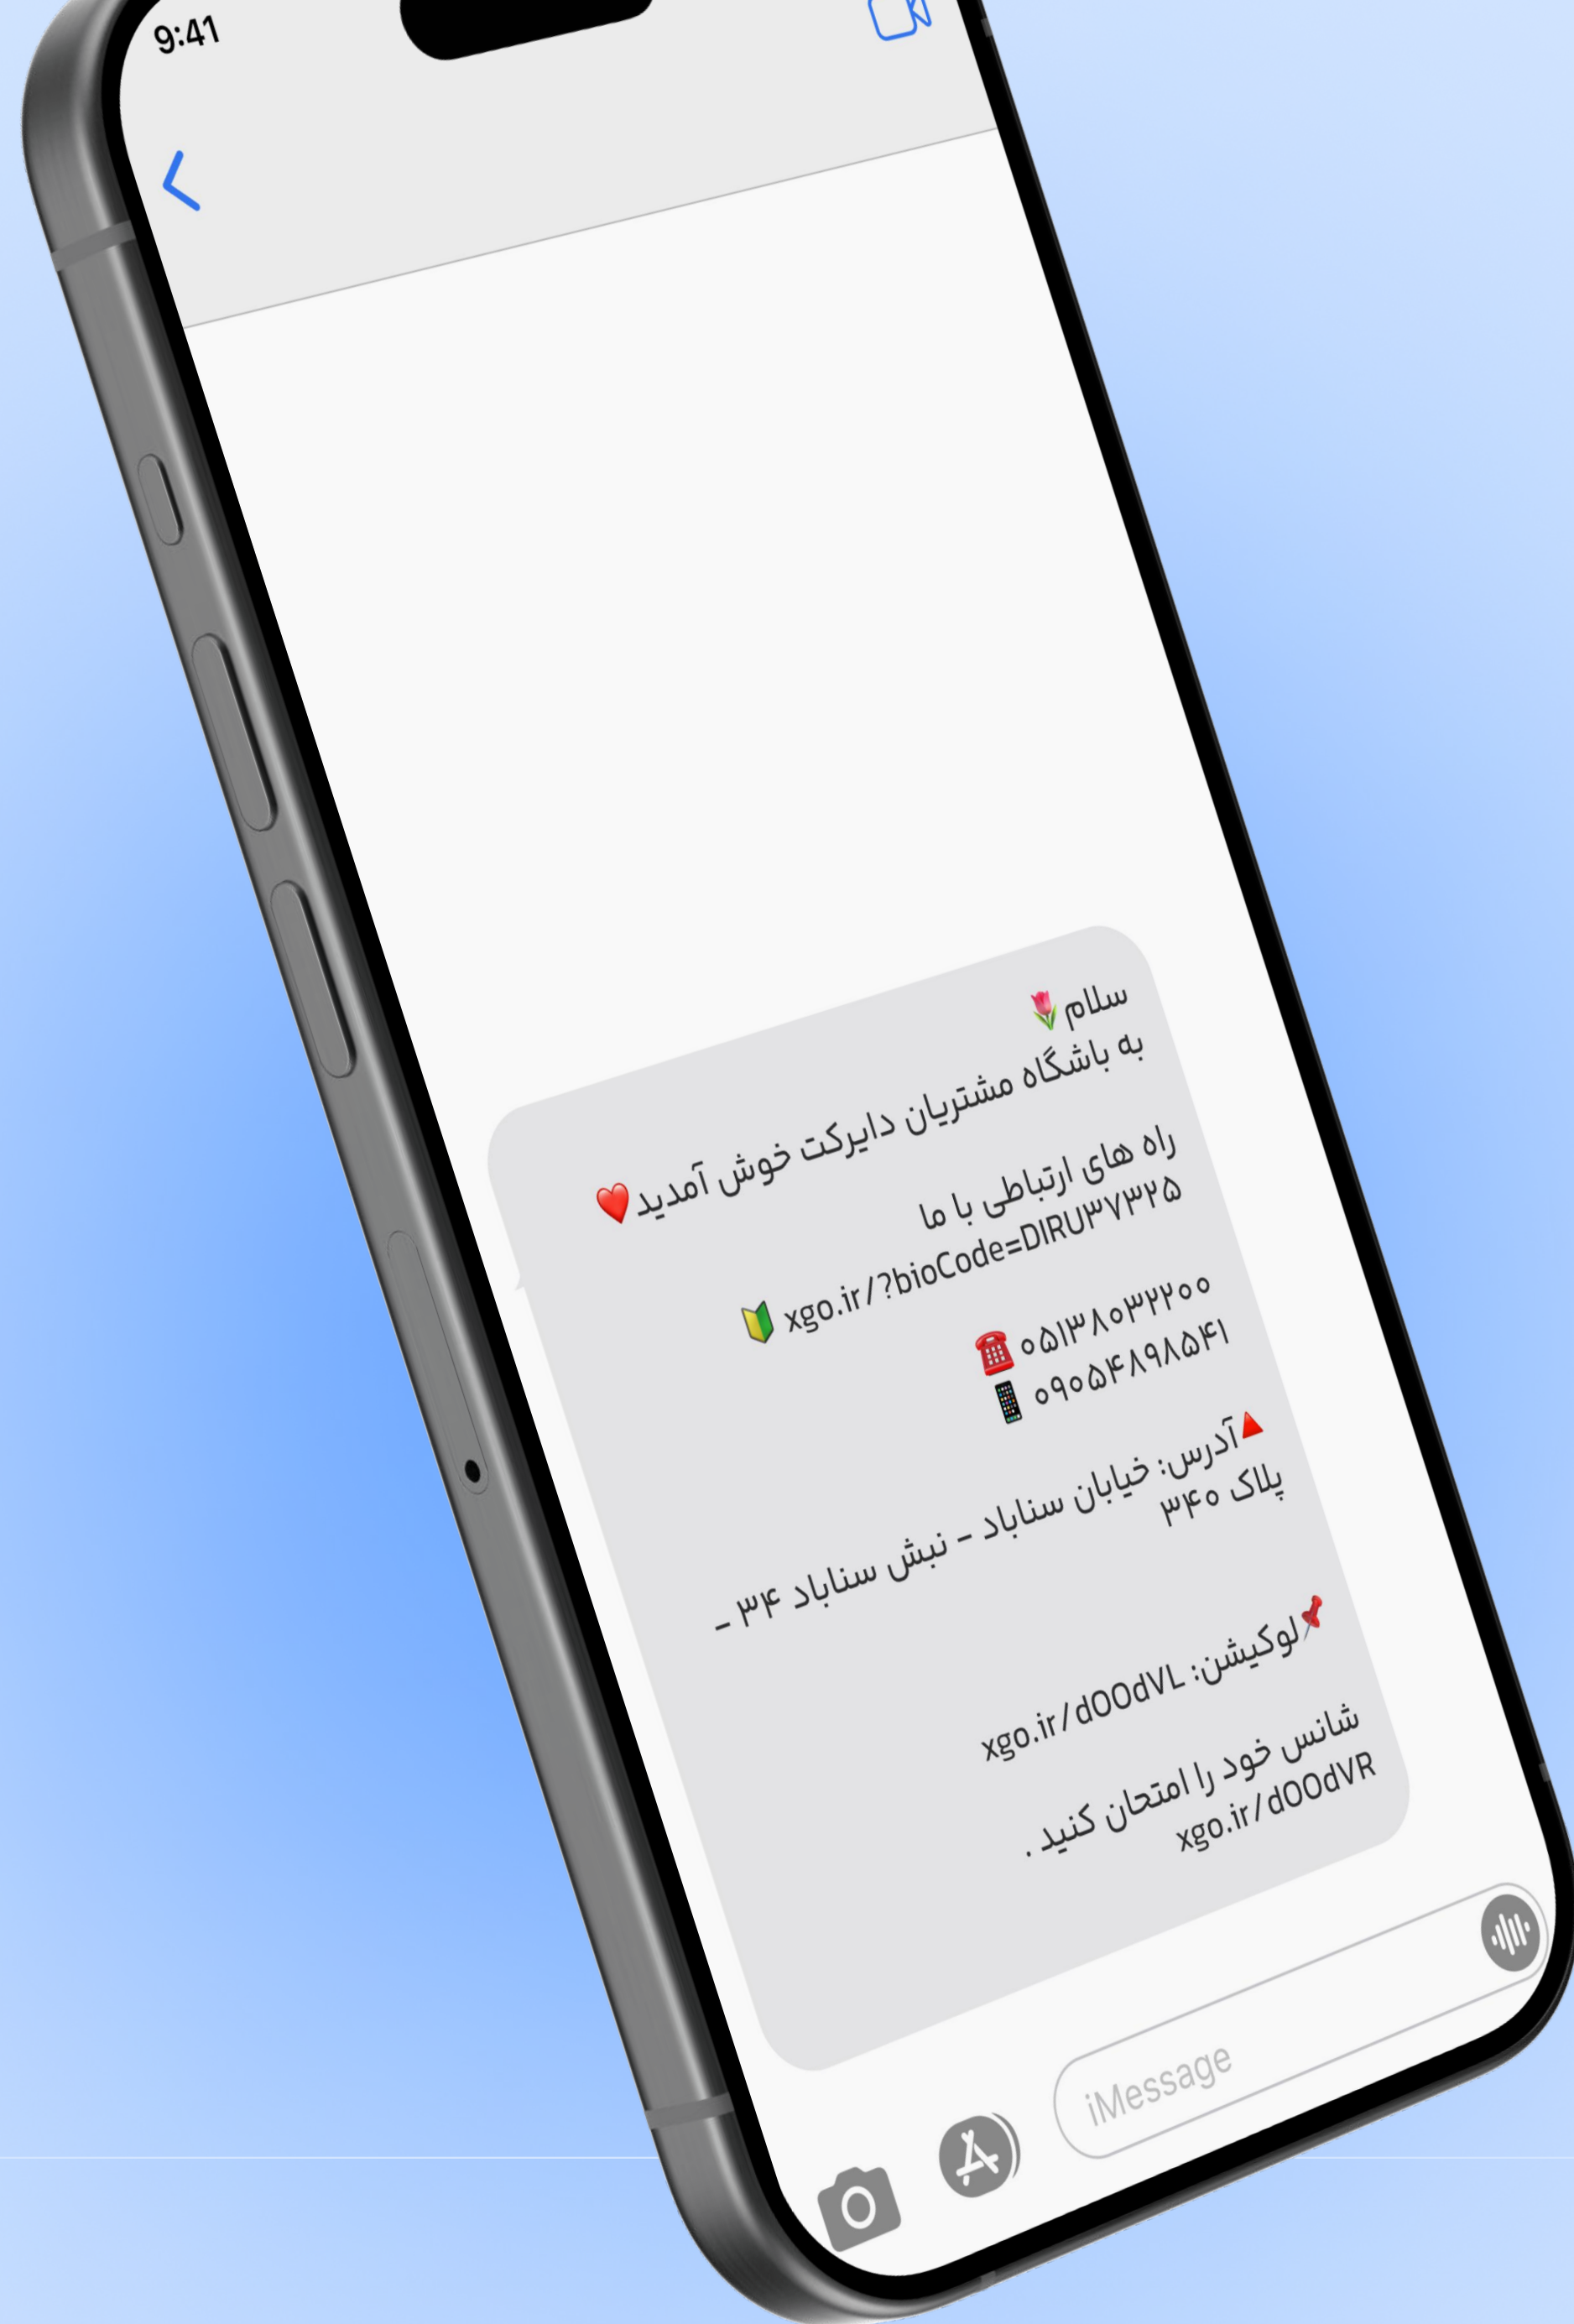 9:41
سلام🌷
به باشگاه مشتریان دایرکت خوش آمدید❤️
راه های ارتباطی با ما
🔰 xgo.ir/?bioCode=DIRU۳۷۳۲۵
☎️ ۰۵۱۳۸۰۳۲۲۰۰
📱 ۰۹۰۵۴۸۹۸۵۴۱
🔺آدرس: خیابان سناباد - نبش سناباد ۳۴ -
پلاک ۳۴۰
📌لوکیشن: xgo.ir/dOOdVL
شانس خود را امتحان کنید .
xgo.ir/dOOdVR
iMessage